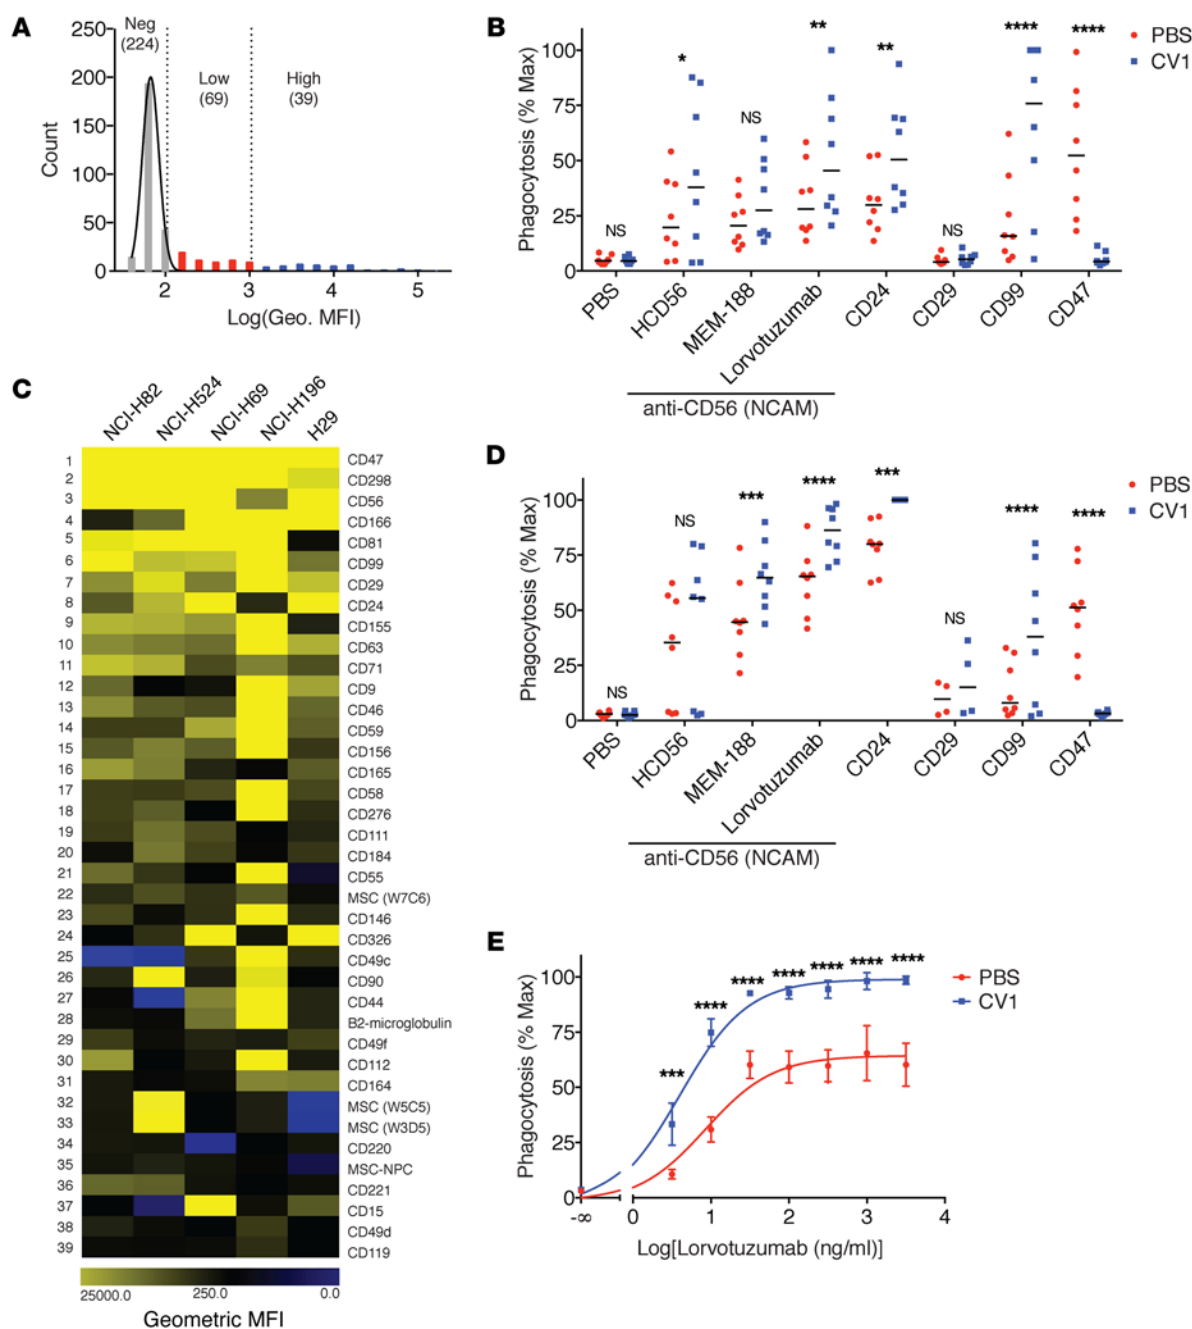 A
Neg
(224)
Low
(69)
High
(39)
250
200
150
100
50
0
Count
2
3
4
5
Log(Geo. MFI)
B
100
75
50
25
0
Phagocytosis (% Max)
NS
*
NS
**
**
NS
****
****
PBS
CV1
PBS
HCD56
MEM-188
Lorvotuzumab
CD24
CD29
CD99
CD47
anti-CD56 (NCAM)
C
NCI-H82
NCI-H524
NCI-H69
NCI-H196
H29
1 CD47
2 CD298
3 CD56
4 CD166
5 CD81
6 CD99
7 CD29
8 CD24
9 CD155
10 CD63
11 CD71
12 CD9
13 CD46
14 CD59
15 CD156
16 CD165
17 CD58
18 CD276
19 CD111
20 CD184
21 CD55
22 MSC (W7C6)
23 CD146
24 CD326
25 CD49c
26 CD90
27 CD44
28 B2-microglobulin
29 CD49f
30 CD112
31 CD164
32 MSC (W5C5)
33 MSC (W3D5)
34 CD220
35 MSC-NPC
36 CD221
37 CD15
38 CD49d
39 CD119
25000.0
250.0
0.0
Geometric MFI
D
100
75
50
25
0
Phagocytosis (% Max)
NS
NS
***
****
***
NS
****
****
PBS
CV1
PBS
HCD56
MEM-188
Lorvotuzumab
CD24
CD29
CD99
CD47
anti-CD56 (NCAM)
E
100
75
50
25
0
Phagocytosis (% Max)
***
****
****
****
****
****
****
PBS
CV1
-∞
0
1
2
3
4
Log[Lorvotuzumab (ng/ml)]